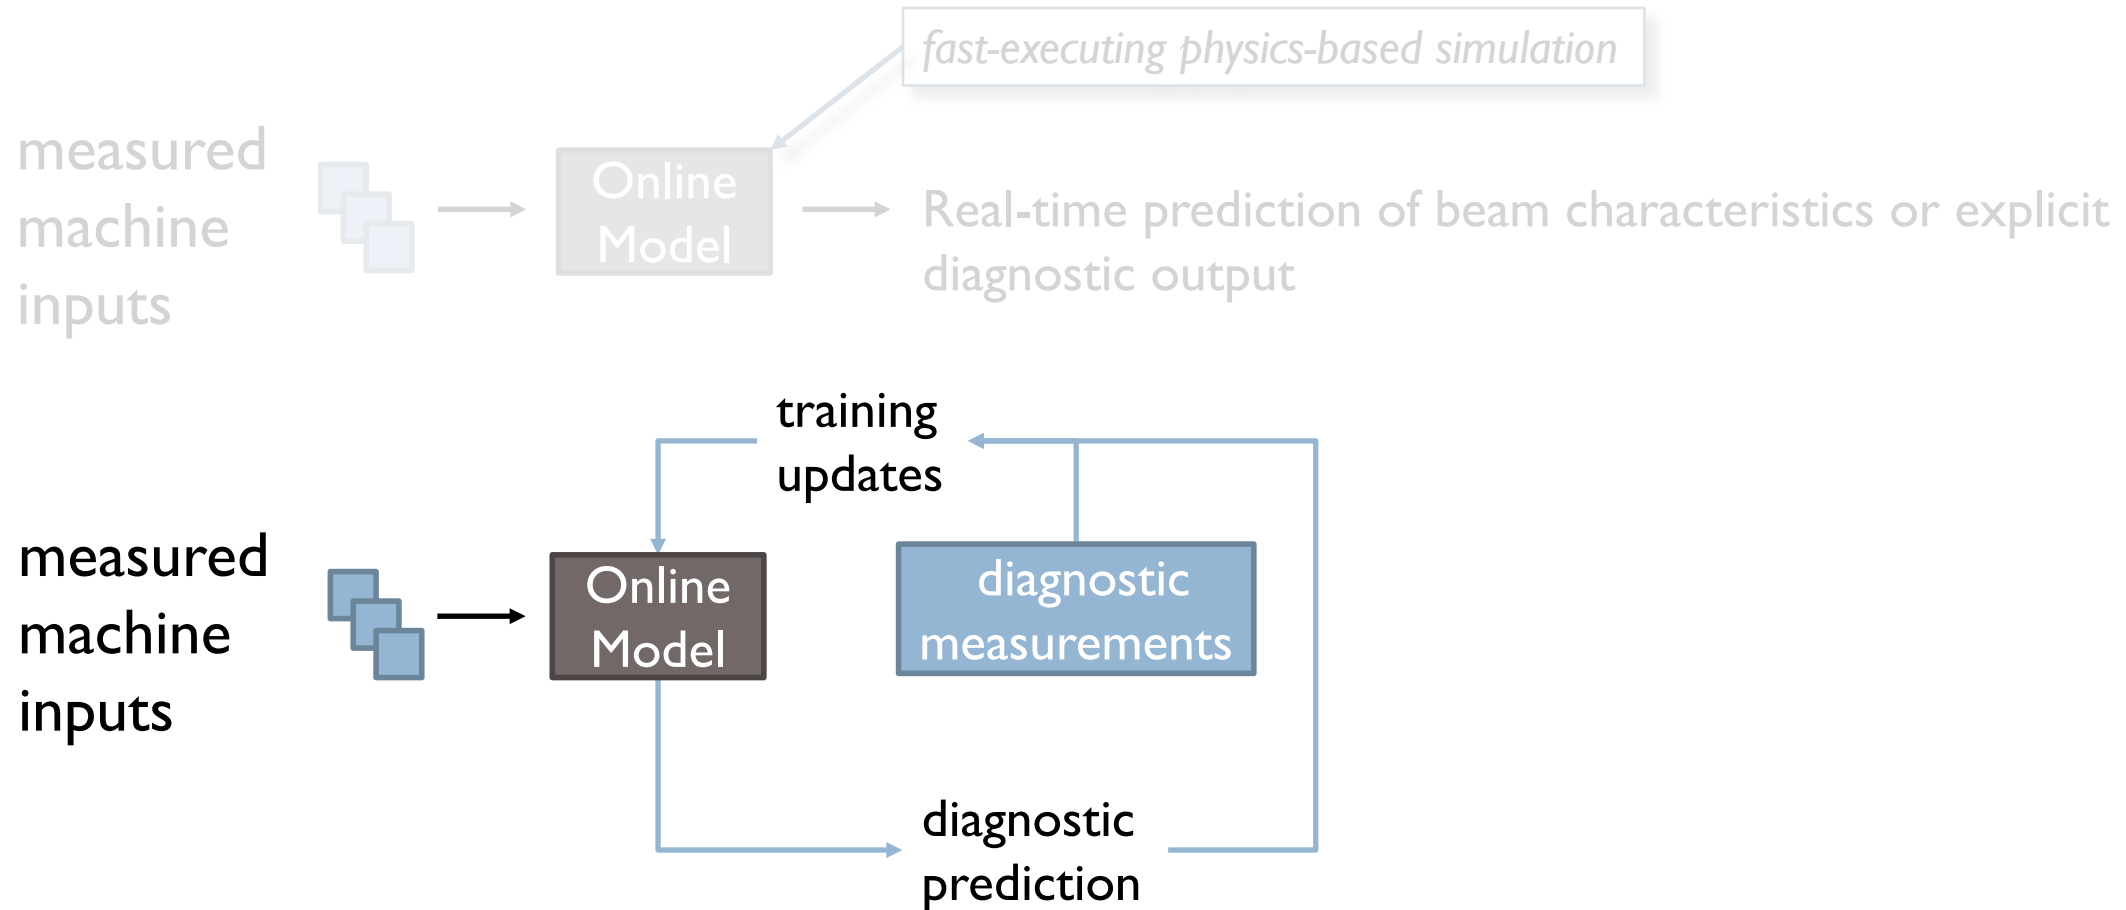 fast-executing physics-based simulation
measured
machine
inputs
Online
Model
Real-time prediction of beam characteristics or explicit
diagnostic output
training
updates
measured
machine
inputs
Online
Model
diagnostic
measurements
diagnostic
prediction